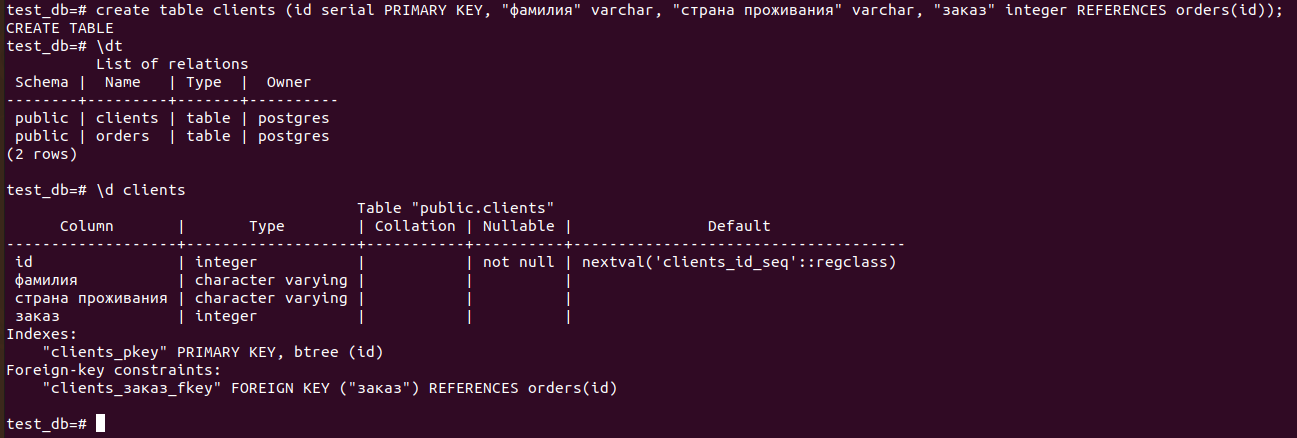 test_db=# create table clients (id serial PRIMARY KEY, "фамилия" varchar, "страна проживания" varchar, "заказ" integer REFERENCES orders(id));
CREATE TABLE
test_db=# \dt
          List of relations
 Schema |  Name   | Type  |  Owner
--------+---------+-------+----------
 public | clients | table | postgres
 public | orders  | table | postgres
(2 rows)

test_db=# \d clients
                                       Table "public.clients"
      Column       |       Type        | Collation | Nullable |               Default
-------------------+-------------------+-----------+----------+-------------------------------------
 id                | integer           |           | not null | nextval('clients_id_seq'::regclass)
 фамилия           | character varying |           |          |
 страна проживания | character varying |           |          |
 заказ             | integer           |           |          |
Indexes:
    "clients_pkey" PRIMARY KEY, btree (id)
Foreign-key constraints:
    "clients_заказ_fkey" FOREIGN KEY ("заказ") REFERENCES orders(id)

test_db=#